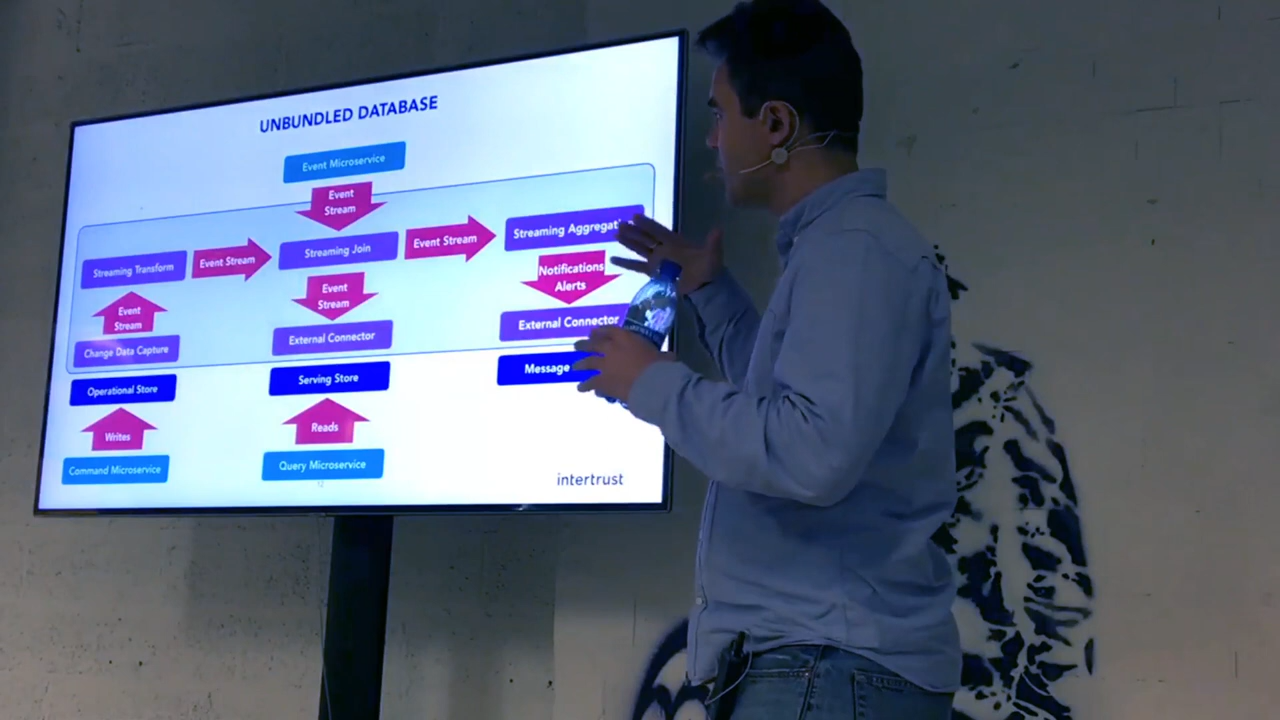 UNBUNDLED DATABASE
Event Microservice
Event
Stream
Streaming Transform
Event Stream
Streaming Join
Event Stream
Streaming
Event
Stream
Event
Stream
Notifications
Alerts
Change Data Capture
External Connector
External Connector
Operational Store
Serving Store
Message
Writes
Reads
Command Microservice
Query Microservice
12
intertrust